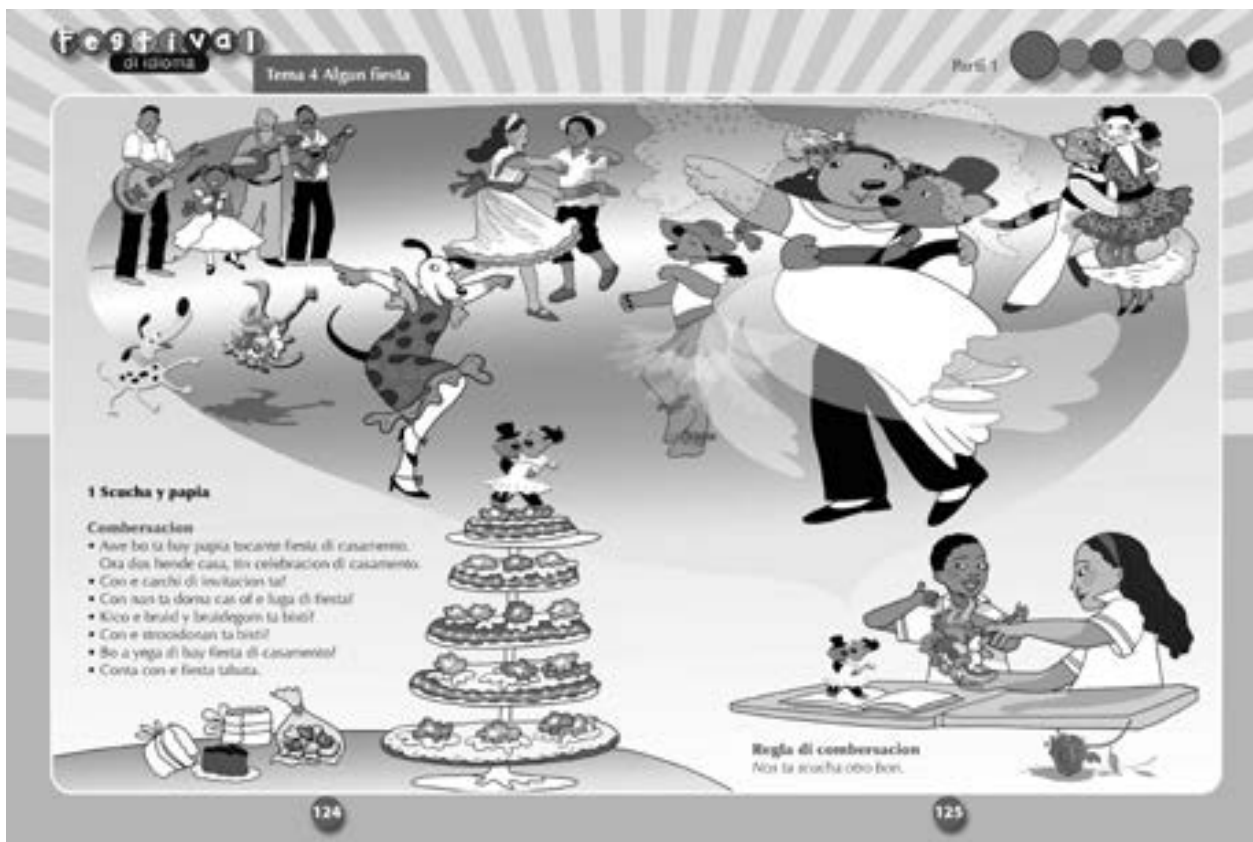 Festival
di idioma
Tema 4 Algun fiesta
Parti 1
1 Scucha y papia
Combersacion
• Awe bo ta bay papia tocante fiesta di casamento.
Ora dos hende casa, tin celebracion di casamento.
• Con e carchi di invitacion ta?
• Con nan ta dorna cas of e luga di fiesta?
• Kico e bruid y bruidegom ta bisti?
• Con e strooidonan ta bisti?
• Bo a yega di bay fiesta di casamento?
• Conta con e fiesta tabata.
Regla di combersacion
Nos ta scucha otro bon.
124
125